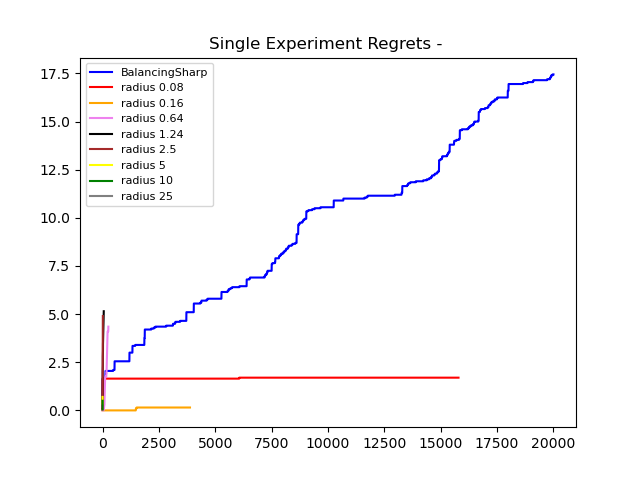 Single Experiment Regrets -
17.5
15.0
12.5
10.0
7.5
5.0
2.5
0.0
BalancingSharp
radius 0.08
radius 0.16
radius 0.64
radius 1.24
radius 2.5
radius 5
radius 10
radius 25
0 2500 5000 7500 10000 12500 15000 17500 20000